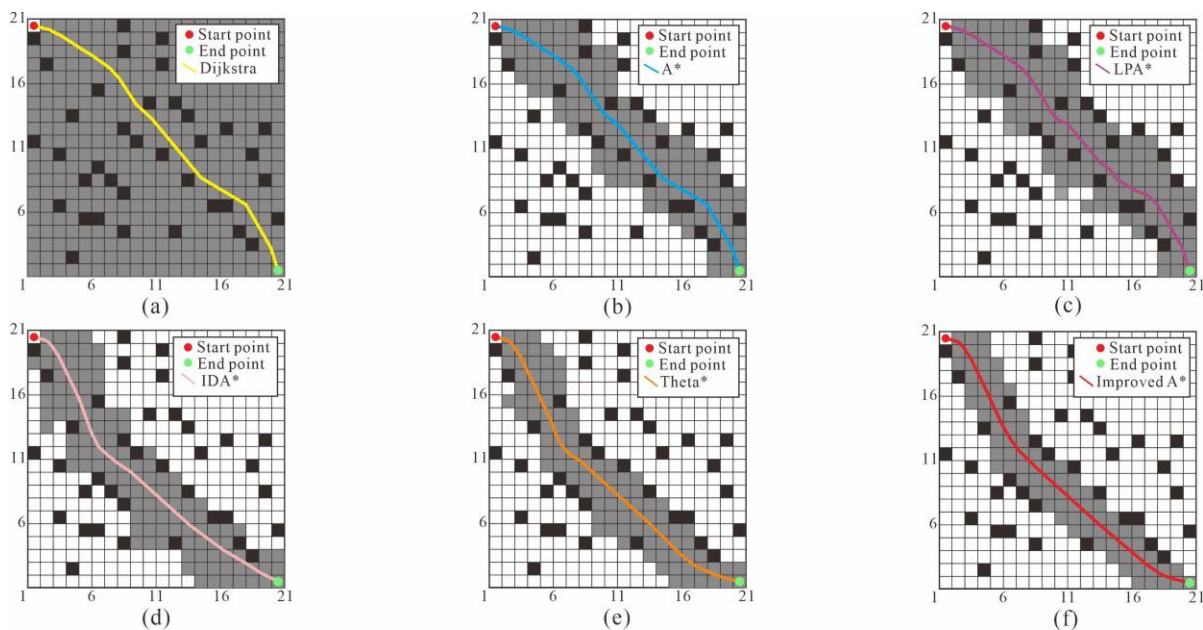 21
Start point
End point
Dijkstra
16
11
6
1 6 11 16 21
(a)
21
Start point
End point
A*
16
11
6
1 6 11 16 21
(b)
21
Start point
End point
LPA*
16
11
6
1 6 11 16 21
(c)
21
Start point
End point
IDA*
16
11
6
1 6 11 16 21
(d)
21
Start point
End point
Theta*
16
11
6
1 6 11 16 21
(e)
21
Start point
End point
Improved A*
16
11
6
1 6 11 16 21
(f)